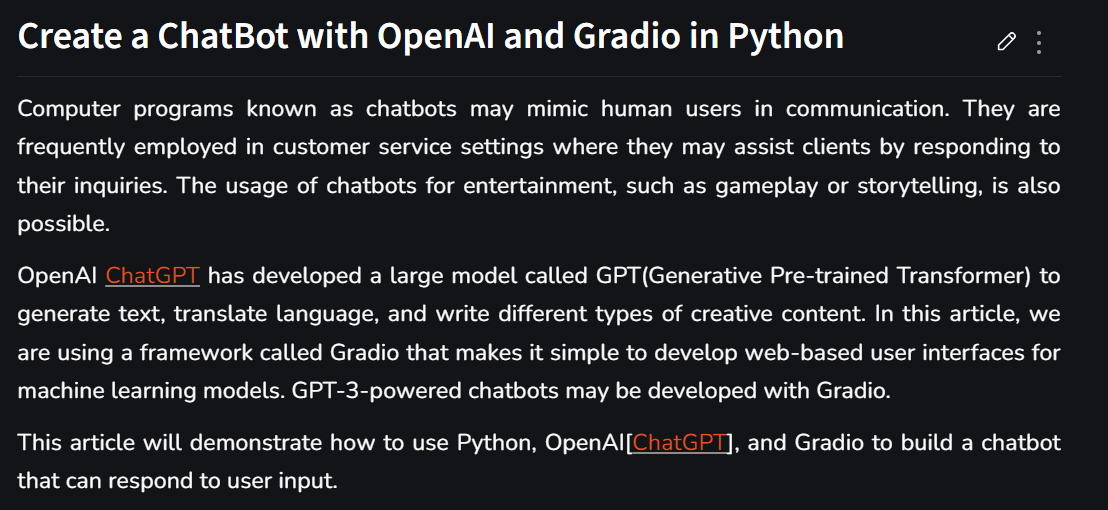 Create a ChatBot with OpenAI and Gradio in Python
Computer programs known as chatbots may mimic human users in communication. They are
frequently employed in customer service settings where they may assist clients by responding to
their inquiries. The usage of chatbots for entertainment, such as gameplay or storytelling, is also
possible.
OpenAI ChatGPT has developed a large model called GPT(Generative Pre-trained Transformer) to
generate text, translate language, and write different types of creative content. In this article, we
are using a framework called Gradio that makes it simple to develop web-based user interfaces for
machine learning models. GPT-3-powered chatbots may be developed with Gradio.
This article will demonstrate how to use Python, OpenAI[ChatGPT], and Gradio to build a chatbot
that can respond to user input.